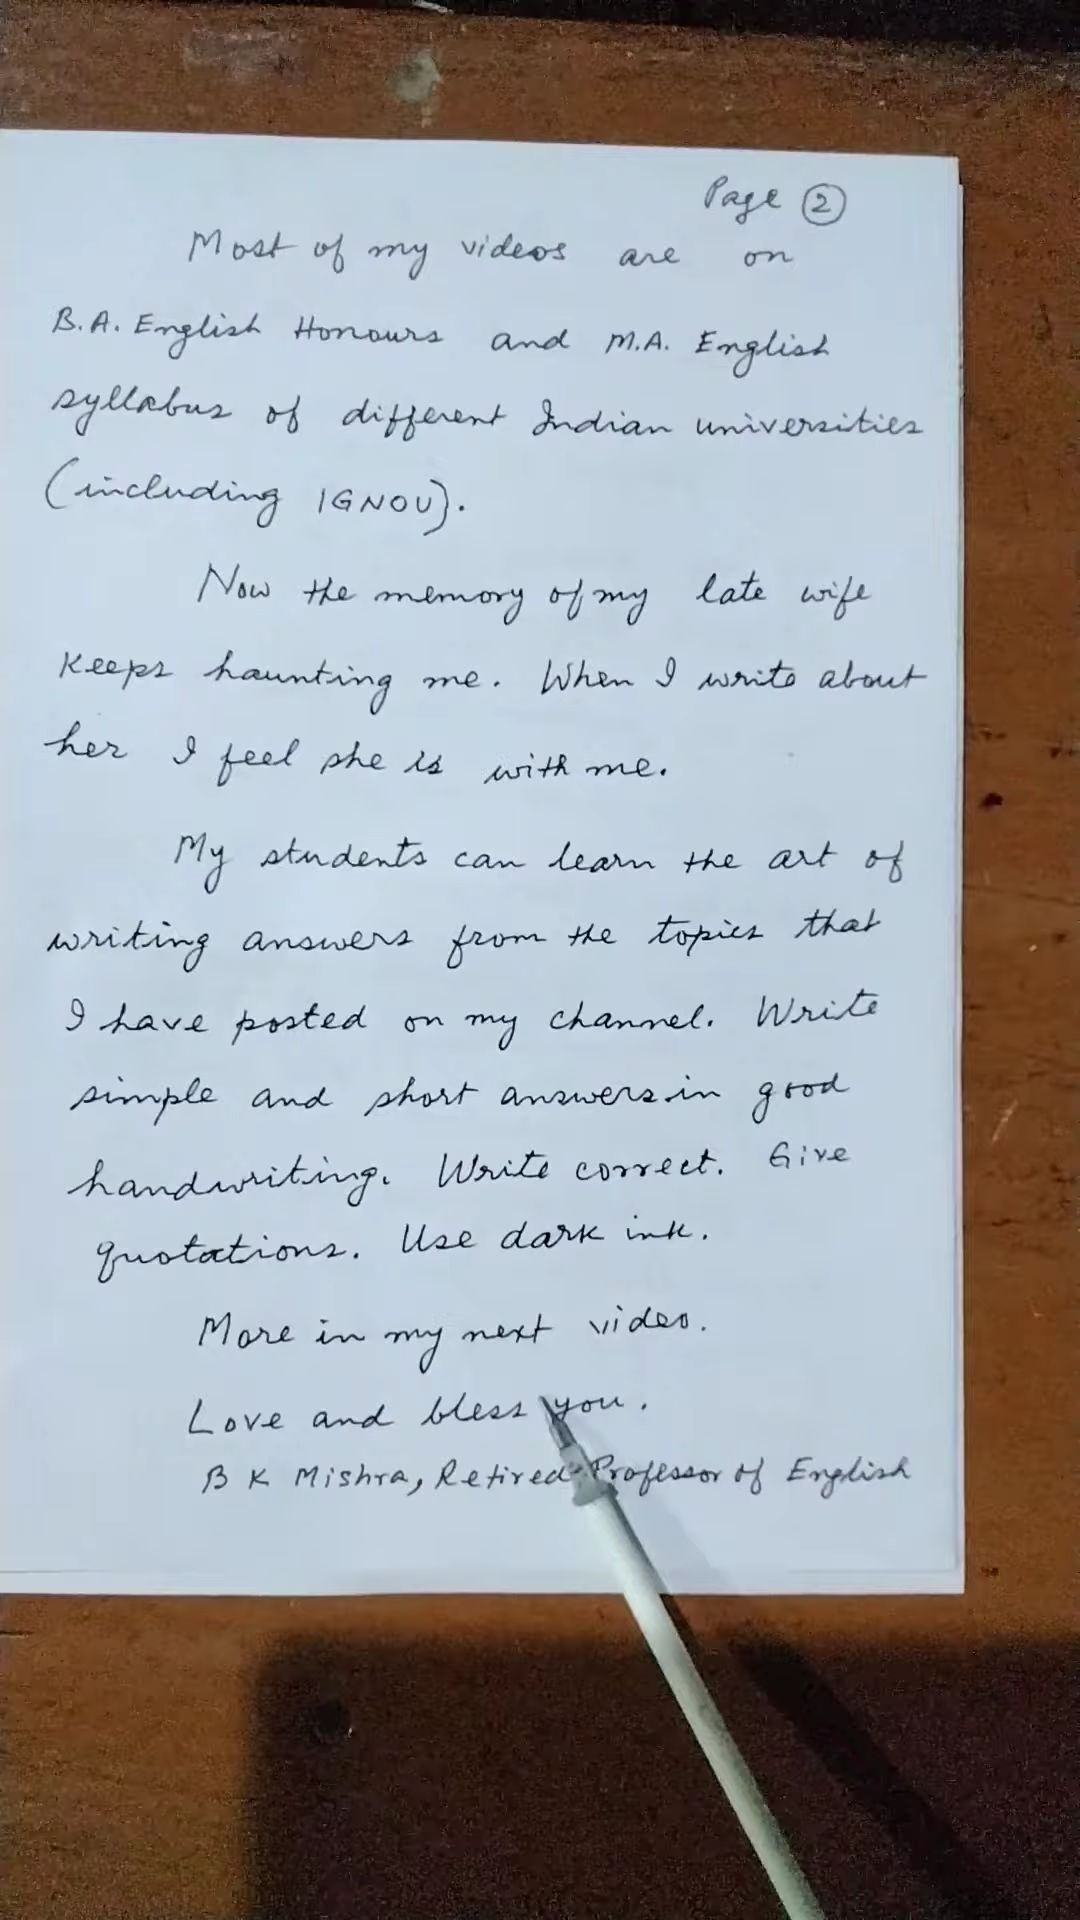 Page 2
Most of my videos are on
B.A. English Honours and M.A. English
syllabus of different Indian universities
(including IGNOU).
Now the memory of my late wife
keeps haunting me. When I write about
her I feel she is with me.
My students can learn the art of
writing answers from the topics that
I have posted on my channel. Write
simple and short answers in good
handwriting. Write correct. Give
quotations. Use dark ink.
More in my next video.
Love and bless you.
B K Mishra, Retired Professor of English